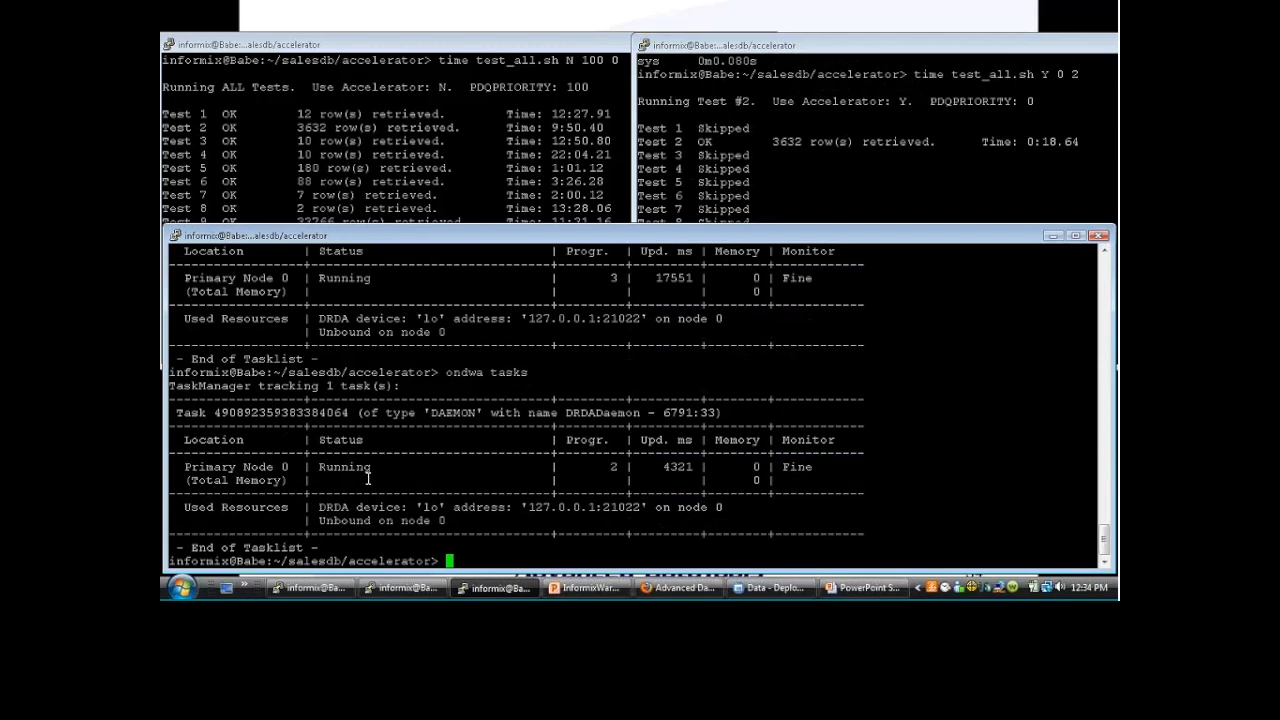 informix@Babe:...alesdb/accelerator
informix@Babe:~/salesdb/accelerator> time test_all.sh N 100 0
Running ALL Tests.  Use Accelerator: N.  PDQPRIORITY: 100
Test 1  OK  12 row(s) retrieved.  Time: 12:27.91
Test 2  OK  3632 row(s) retrieved.  Time: 9:50.40
Test 3  OK  10 row(s) retrieved.  Time: 12:50.80
Test 4  OK  10 row(s) retrieved.  Time: 22:04.21
Test 5  OK  180 row(s) retrieved.  Time: 1:01.12
Test 6  OK  88 row(s) retrieved.  Time: 3:26.28
Test 7  OK  7 row(s) retrieved.  Time: 2:00.12
Test 8  OK  2 row(s) retrieved.  Time: 13:28.06
Test 9  OK  33766 row(s) retrieved  Time: 11:31.16
informix@Babe:...alesdb/accelerator
sys  0m0.080s
informix@Babe:~/salesdb/accelerator> time test_all.sh Y 0 2
Running Test #2.  Use Accelerator: Y.  PDQPRIORITY: 0
Test 1  Skipped
Test 2  OK  3632 row(s) retrieved.  Time: 0:18.64
Test 3  Skipped
Test 4  Skipped
Test 5  Skipped
Test 6  Skipped
Test 7  Skipped
Test 8  Skipped
informix@Babe:...alesdb/accelerator
Location | Status | Progr. | Upd. ms | Memory | Monitor
Primary Node 0 | Running | 3 | 17551 | 0 | Fine
(Total Memory) | | | | 0 |
Used Resources | DRDA device: 'lo' address: '127.0.0.1:21022' on node 0
| Unbound on node 0
- End of Tasklist -
informix@Babe:~/salesdb/accelerator> ondwa tasks
TaskManager tracking 1 task(s):
Task 490892359383384064 (of type 'DAEMON' with name DRDADaemon - 6791:33)
Location | Status | Progr. | Upd. ms | Memory | Monitor
Primary Node 0 | Running | 2 | 4321 | 0 | Fine
(Total Memory) | | | | 0 |
Used Resources | DRDA device: 'lo' address: '127.0.0.1:21022' on node 0
| Unbound on node 0
- End of Tasklist -
informix@Babe:~/salesdb/accelerator>
informix@Ba... informix@Ba... informix@Ba... InformixWar... Advanced Da... Data - Deplo... PowerPoint S... 12:34 PM